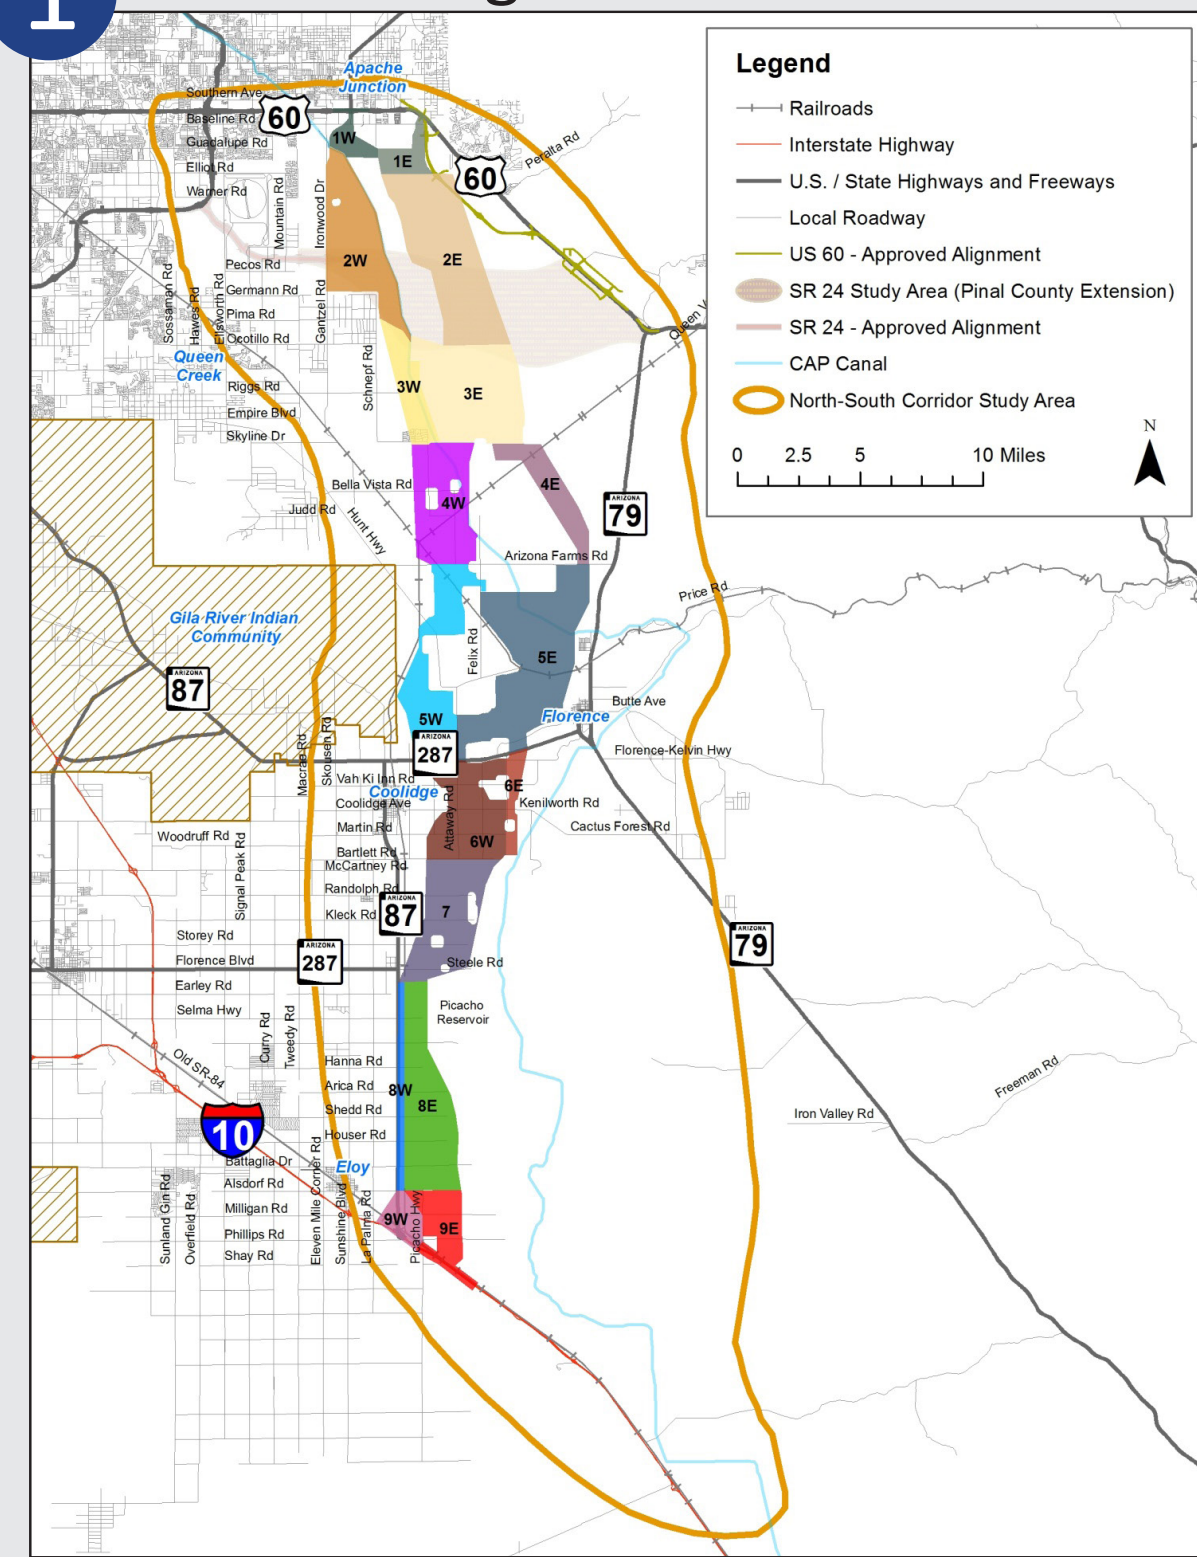 1
Legend
Railroads
Interstate Highway
U.S. / State Highways and Freeways
Local Roadway
US 60 - Approved Alignment
SR 24 Study Area (Pinal County Extension)
SR 24 - Approved Alignment
CAP Canal
North-South Corridor Study Area
0 2.5 5 10 Miles
N
Apache
Junction
Southern Ave
Baseline Rd
60
Guadalupe Rd
1W
1E
Elliot Rd
60
Peralta Rd
Warner Rd
Mountain Rd
Ironwood Dr
2W
2E
Pecos Rd
Germann Rd
Sossaman Rd
Hawes Rd
Ellsworth Rd
Gantzel Rd
Pima Rd
Ocotillo Rd
Queen V
Queen
Creek
Schnepf Rd
Riggs Rd
3W
3E
Empire Blvd
Skyline Dr
Bella Vista Rd
4W
4E
Judd Rd
Hunt Hwy
ARIZONA
79
Arizona Farms Rd
Price Rd
Gila River Indian
Community
Felix Rd
5E
ARIZONA
87
Butte Ave
Florence
5W
Macrae Rd
Skousen Rd
ARIZONA
287
Florence-Kelvin Hwy
Vah Ki Inn Rd
6E
Coolidge
Coolidge Ave
Attaway Rd
Kenilworth Rd
Martin Rd
Cactus Forest Rd
Woodruff Rd
6W
Bartlett Rd
McCartney Rd
Signal Peak Rd
Randolph Rd
Kleck Rd
ARIZONA
87
7
Storey Rd
ARIZONA
287
ARIZONA
79
Florence Blvd
Steele Rd
Earley Rd
Selma Hwy
Picacho
Reservoir
Curry Rd
Tweedy Rd
Old SR-84
Hanna Rd
Arica Rd
8W
8E
Shedd Rd
Freeman Rd
Iron Valley Rd
10
Houser Rd
Battaglia Dr
Eloy
Alsdorf Rd
Sunland Gin Rd
Overfield Rd
Milligan Rd
Eleven Mile Corner Rd
Sunshine Blvd
La Palma Rd
9W
Picacho Hwy
9E
Phillips Rd
Shay Rd